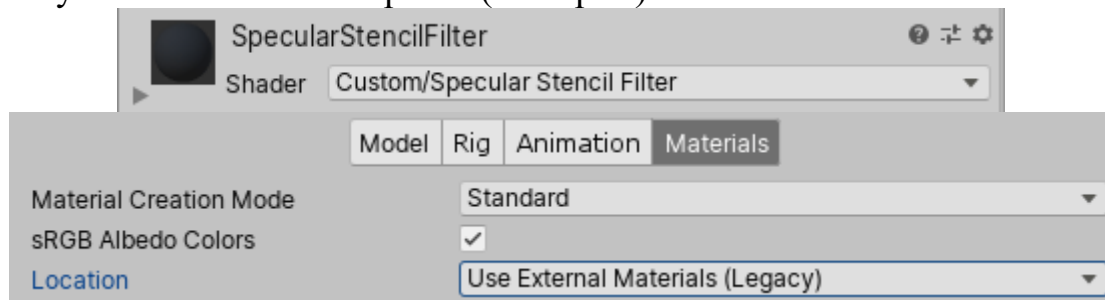 SpecularStencilFilter
Shader Custom/Specular Stencil Filter
Model Rig Animation Materials
Material Creation Mode Standard
sRGB Albedo Colors
Location Use External Materials (Legacy)